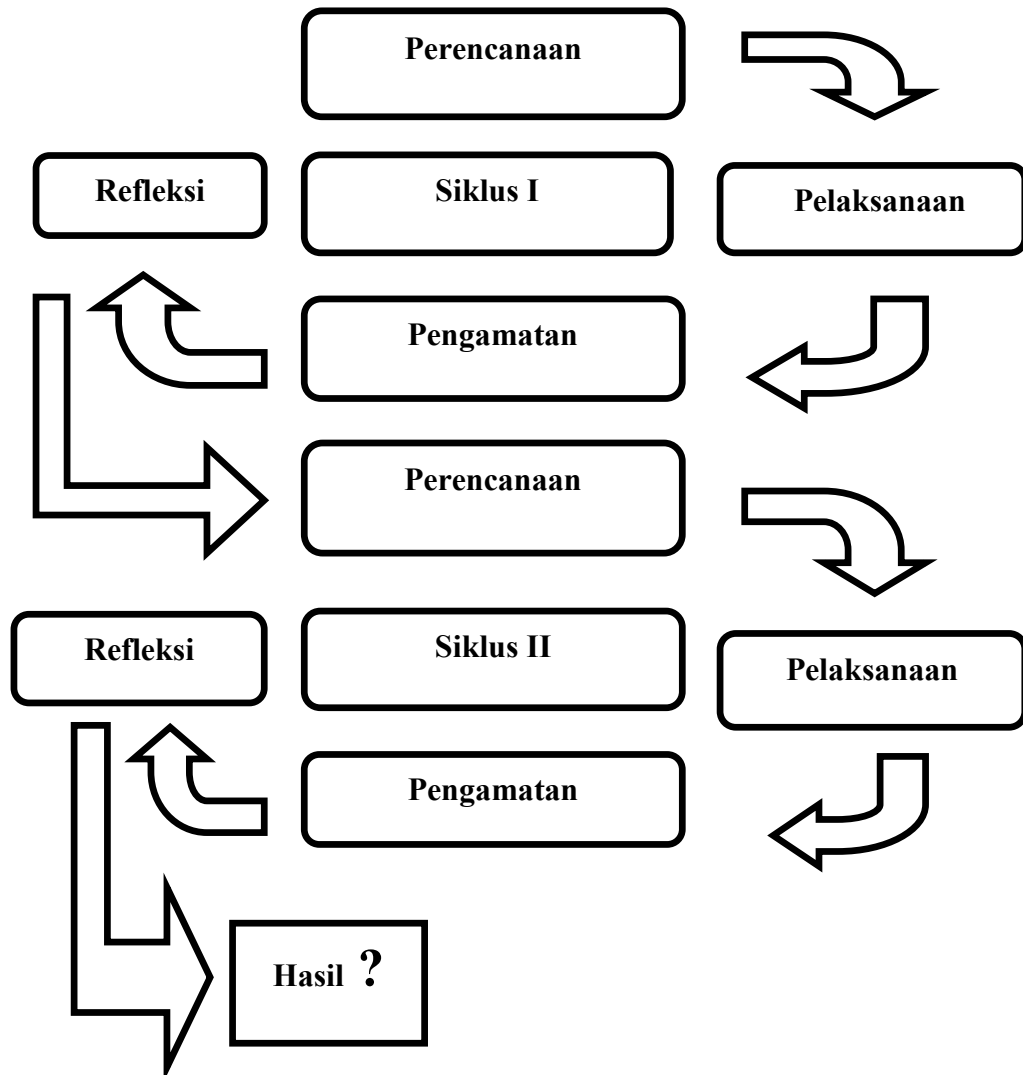 Perencanaan
Refleksi
Siklus I
Pelaksanaan
Pengamatan
Perencanaan
Refleksi
Siklus II
Pelaksanaan
Pengamatan
Hasil ?